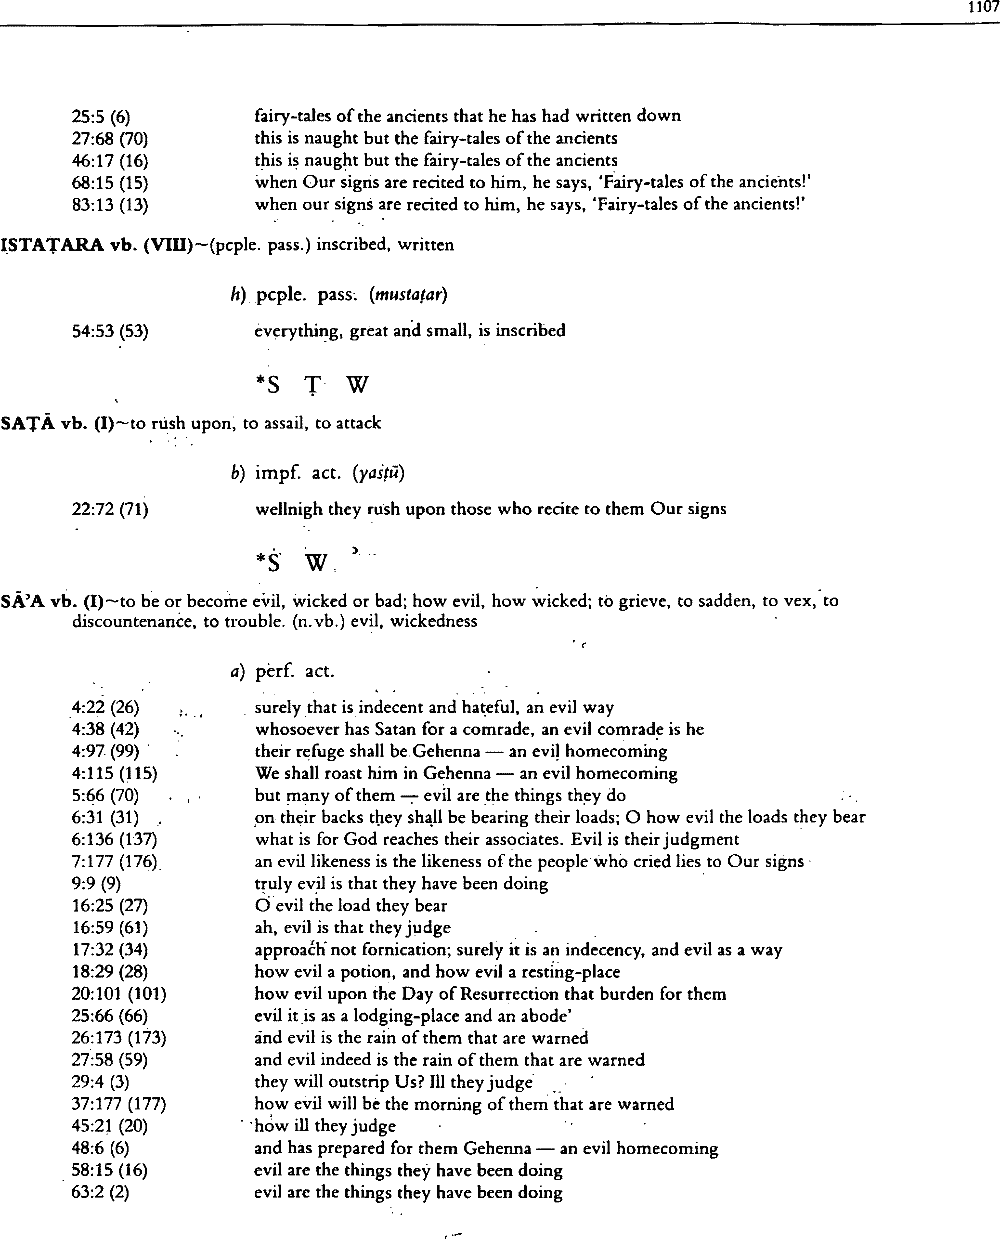 1107
25:5 (6) fairy-tales of the ancients that he has had written down
27:68 (70) this is naught but the fairy-tales of the ancients
46:17 (16) this is naught but the fairy-tales of the ancients
68:15 (15) when Our signs are recited to him, he says, 'Fairy-tales of the ancients!'
83:13 (13) when our signs are recited to him, he says, 'Fairy-tales of the ancients!'
ISTAṬARA vb. (VIII)~(pcple. pass.) inscribed, written
h) pcple. pass. (mustaṭar)
54:53 (53) everything, great and small, is inscribed
*S Ṭ W
SAṬĀ vb. (I)~to rush upon, to assail, to attack
b) impf. act. (yasṭū)
22:72 (71) wellnigh they rush upon those who recite to them Our signs
*S W ʾ
SĀʾA vb. (I)~to be or become evil, wicked or bad; how evil, how wicked; to grieve, to sadden, to vex, to
discountenance, to trouble. (n.vb.) evil, wickedness
a) perf. act.
4:22 (26) surely that is indecent and hateful, an evil way
4:38 (42) whosoever has Satan for a comrade, an evil comrade is he
4:97 (99) their refuge shall be Gehenna — an evil homecoming
4:115 (115) We shall roast him in Gehenna — an evil homecoming
5:66 (70) but many of them — evil are the things they do
6:31 (31) on their backs they shall be bearing their loads; O how evil the loads they bear
6:136 (137) what is for God reaches their associates. Evil is their judgment
7:177 (176) an evil likeness is the likeness of the people who cried lies to Our signs
9:9 (9) truly evil is that they have been doing
16:25 (27) O evil the load they bear
16:59 (61) ah, evil is that they judge
17:32 (34) approach not fornication; surely it is an indecency, and evil as a way
18:29 (28) how evil a potion, and how evil a resting-place
20:101 (101) how evil upon the Day of Resurrection that burden for them
25:66 (66) evil it is as a lodging-place and an abode'
26:173 (173) and evil is the rain of them that are warned
27:58 (59) and evil indeed is the rain of them that are warned
29:4 (3) they will outstrip Us? Ill they judge
37:177 (177) how evil will be the morning of them that are warned
45:21 (20) how ill they judge
48:6 (6) and has prepared for them Gehenna — an evil homecoming
58:15 (16) evil are the things they have been doing
63:2 (2) evil are the things they have been doing